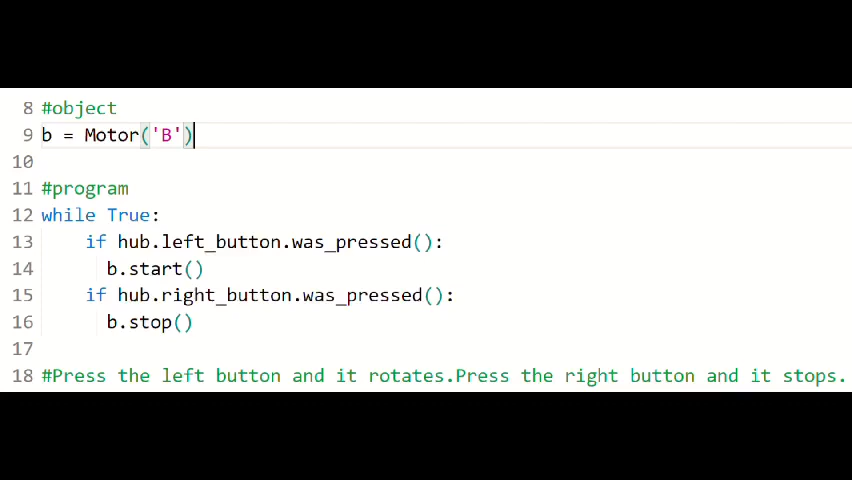 8 #object
9 b = Motor('B')
10
11 #program
12 while True:
13     if hub.left_button.was_pressed():
14       b.start()
15     if hub.right_button.was_pressed():
16       b.stop()
17
18 #Press the left button and it rotates.Press the right button and it stops.